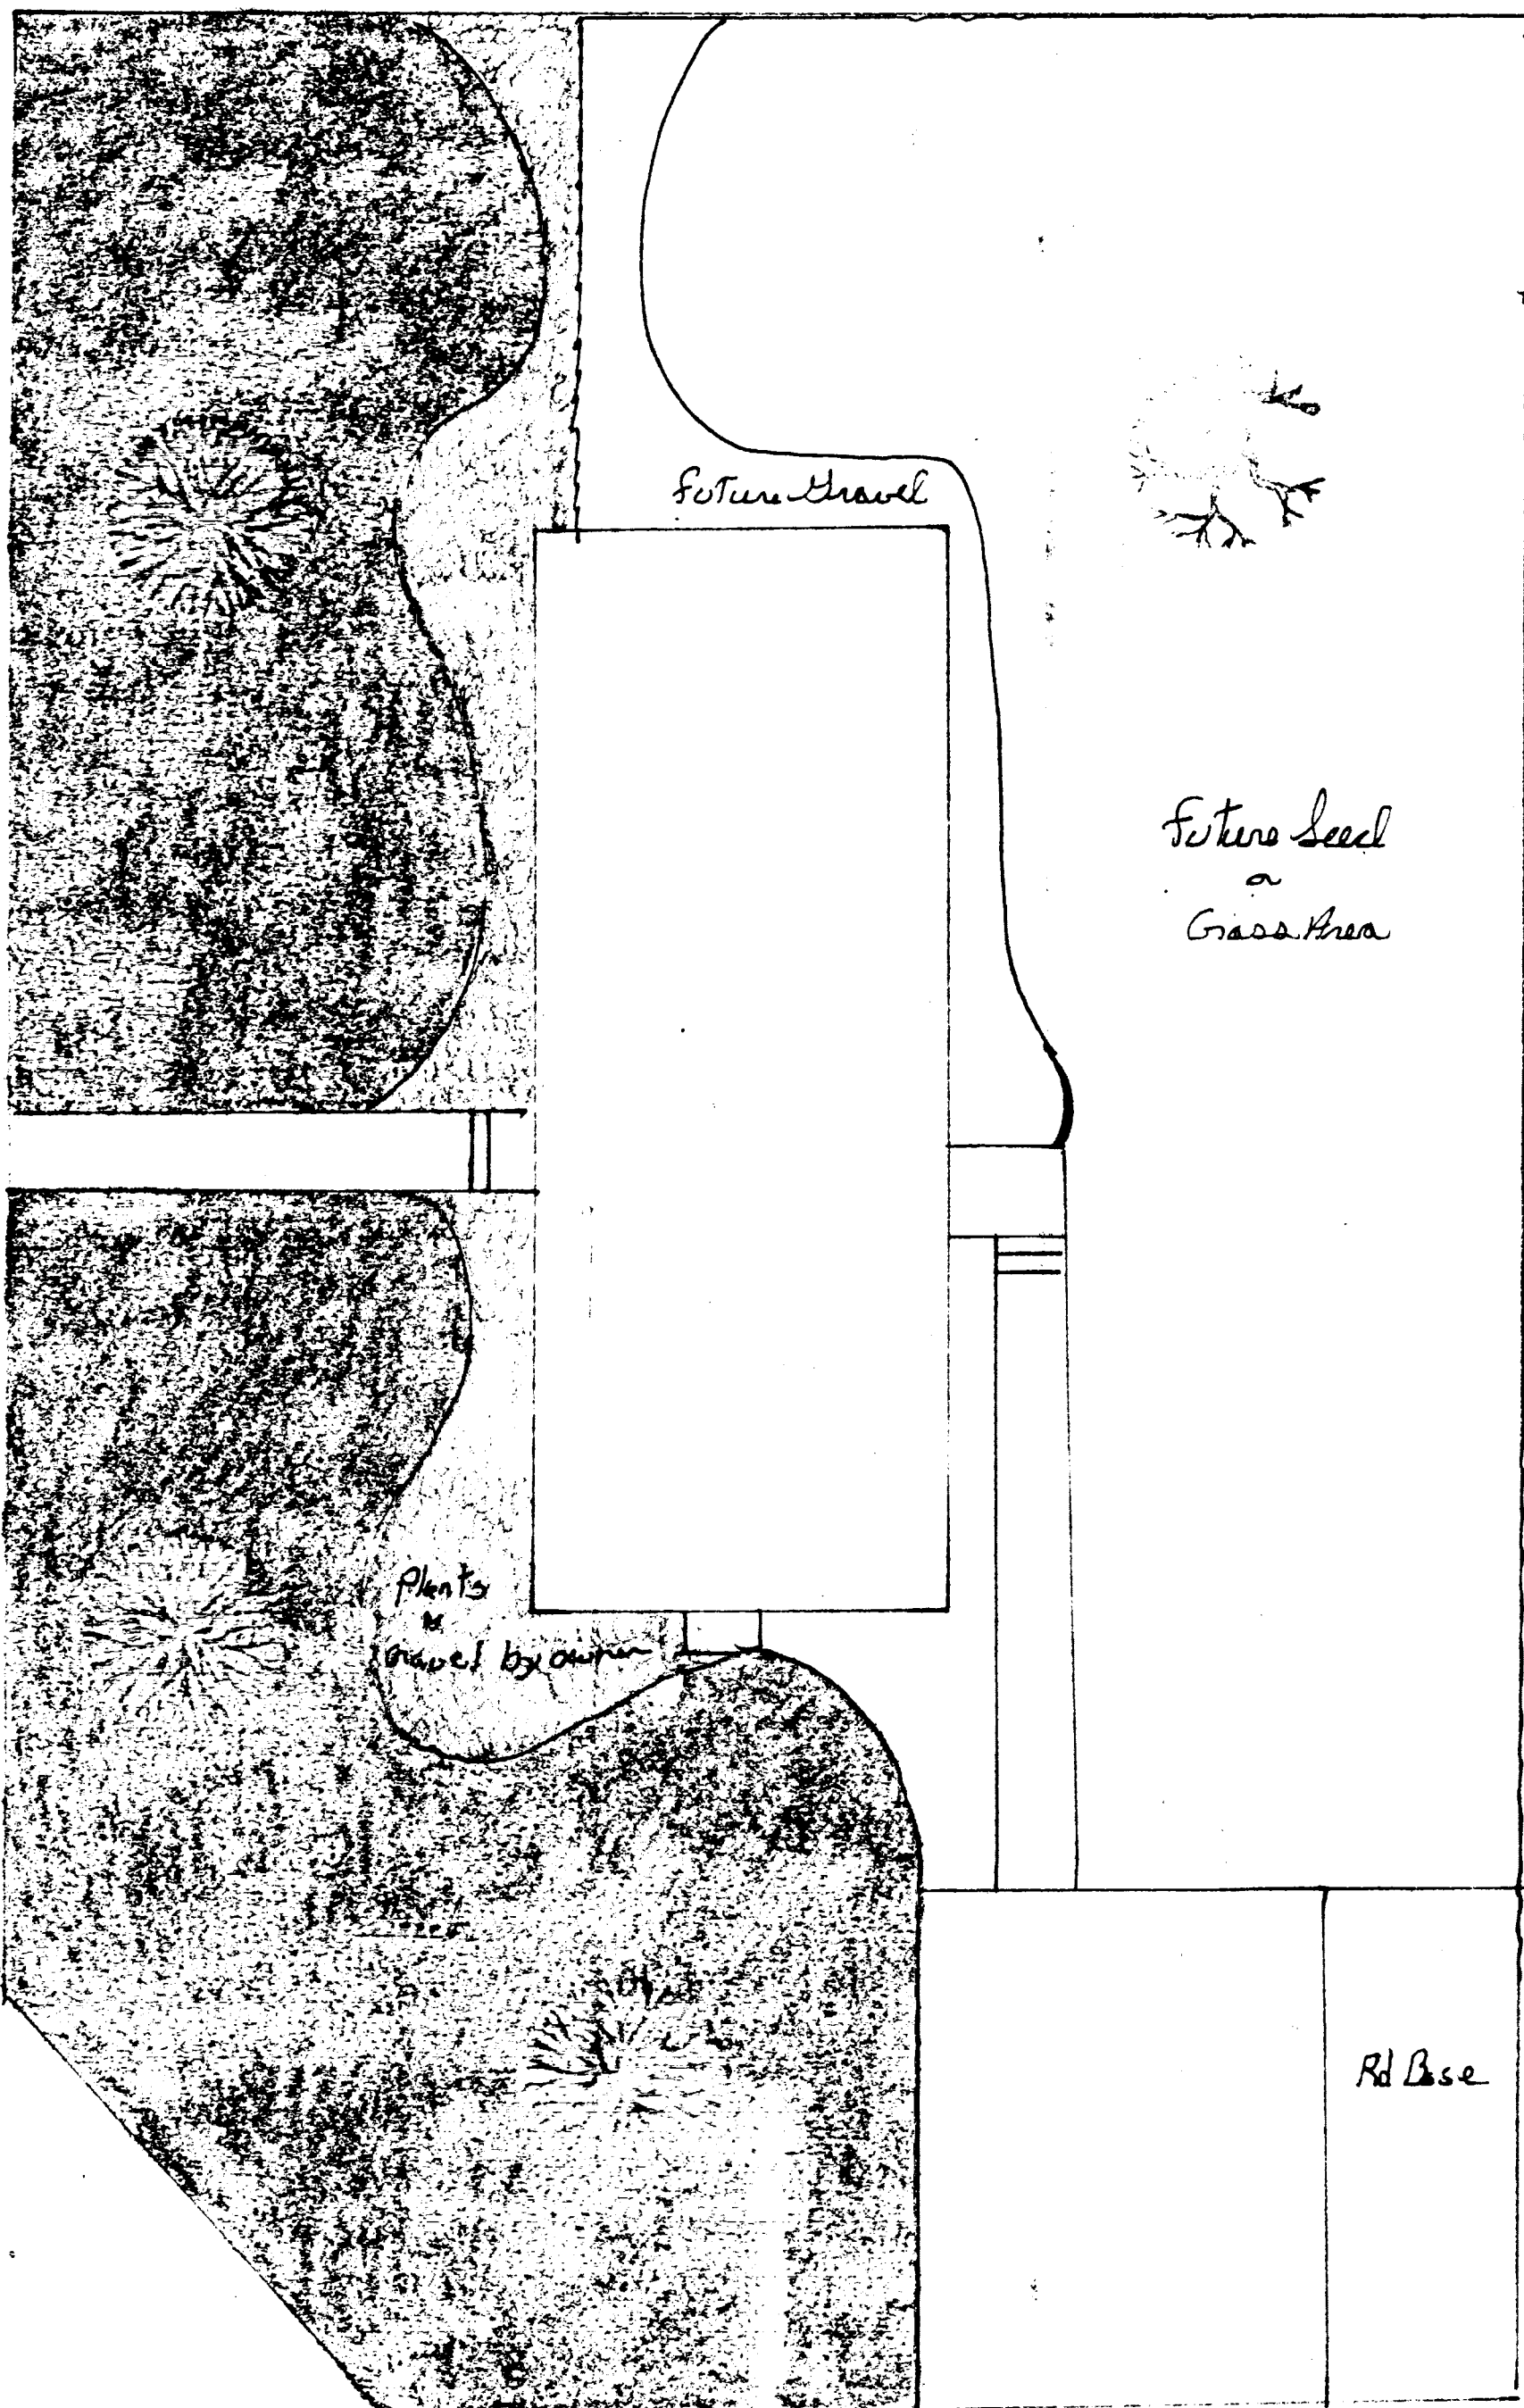 Future Gravel
Future Seed
or
Grass Area
Plants
&
Gravel by owner
Rd Base